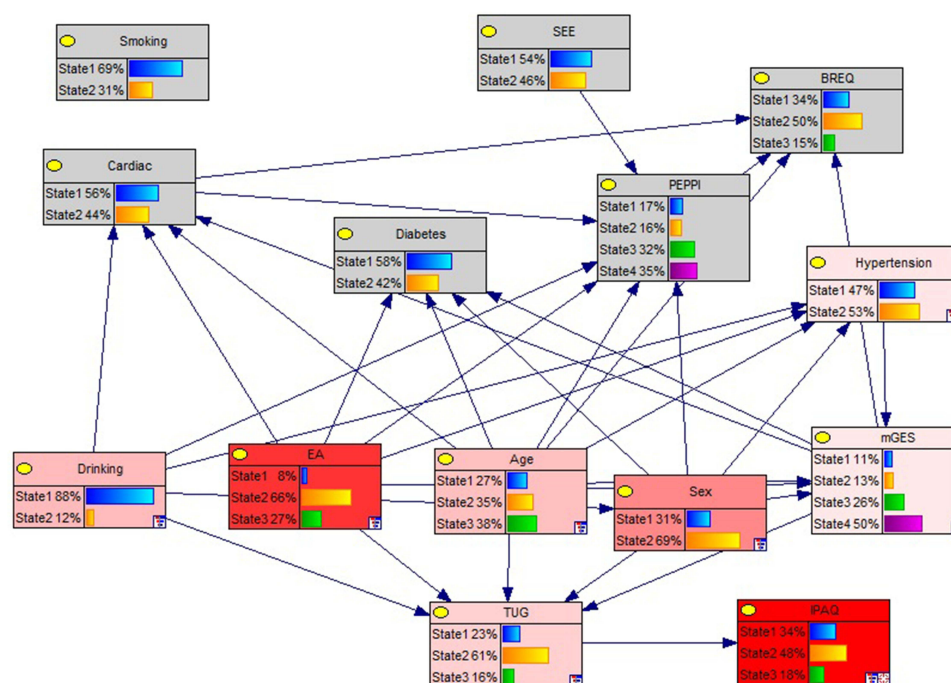 Smoking
State1 69%
State2 31%
SEE
State1 54%
State2 46%
BREQ
State1 34%
State2 50%
State3 15%
Cardiac
State1 56%
State2 44%
PEPPI
State1 17%
State2 16%
State3 32%
State4 35%
Diabetes
State1 58%
State2 42%
Hypertension
State1 47%
State2 53%
Drinking
State1 88%
State2 12%
EA
State1 8%
State2 66%
State3 27%
Age
State1 27%
State2 35%
State3 38%
Sex
State1 31%
State2 69%
mGES
State1 11%
State2 13%
State3 26%
State4 50%
TUG
State1 23%
State2 61%
State3 16%
IPAQ
State1 34%
State2 48%
State3 18%